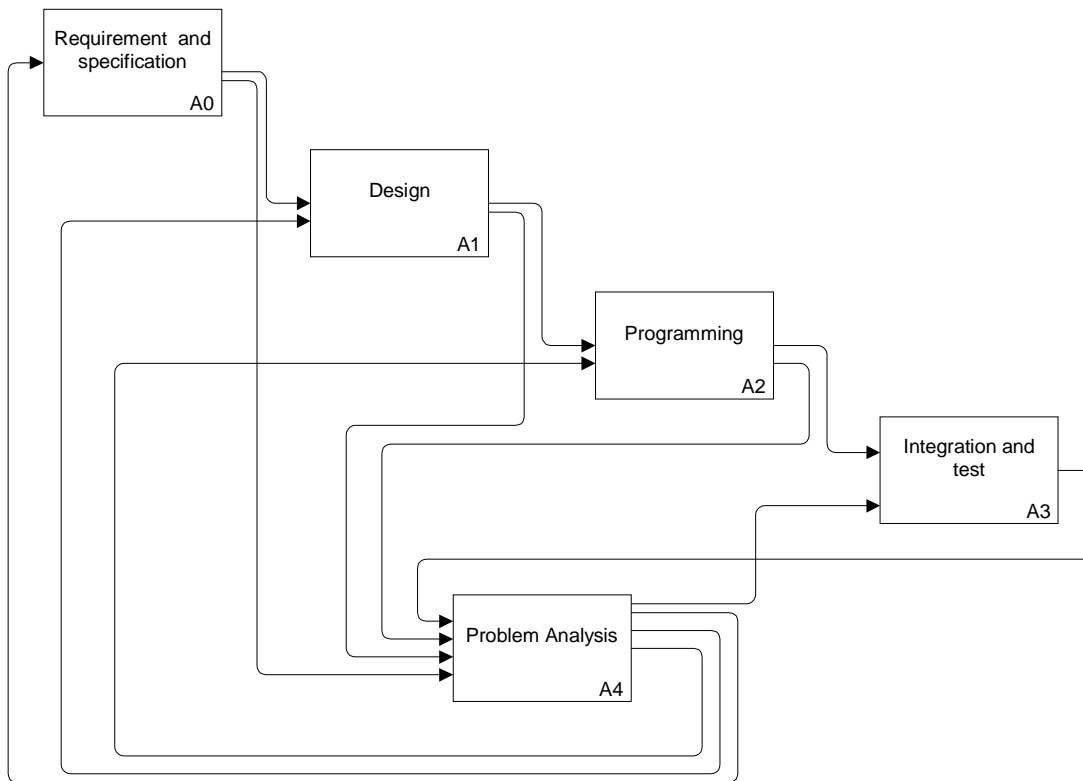 Requirement and
specification
A0
Design
A1
Programming
A2
Integration and
test
A3
Problem Analysis
A4